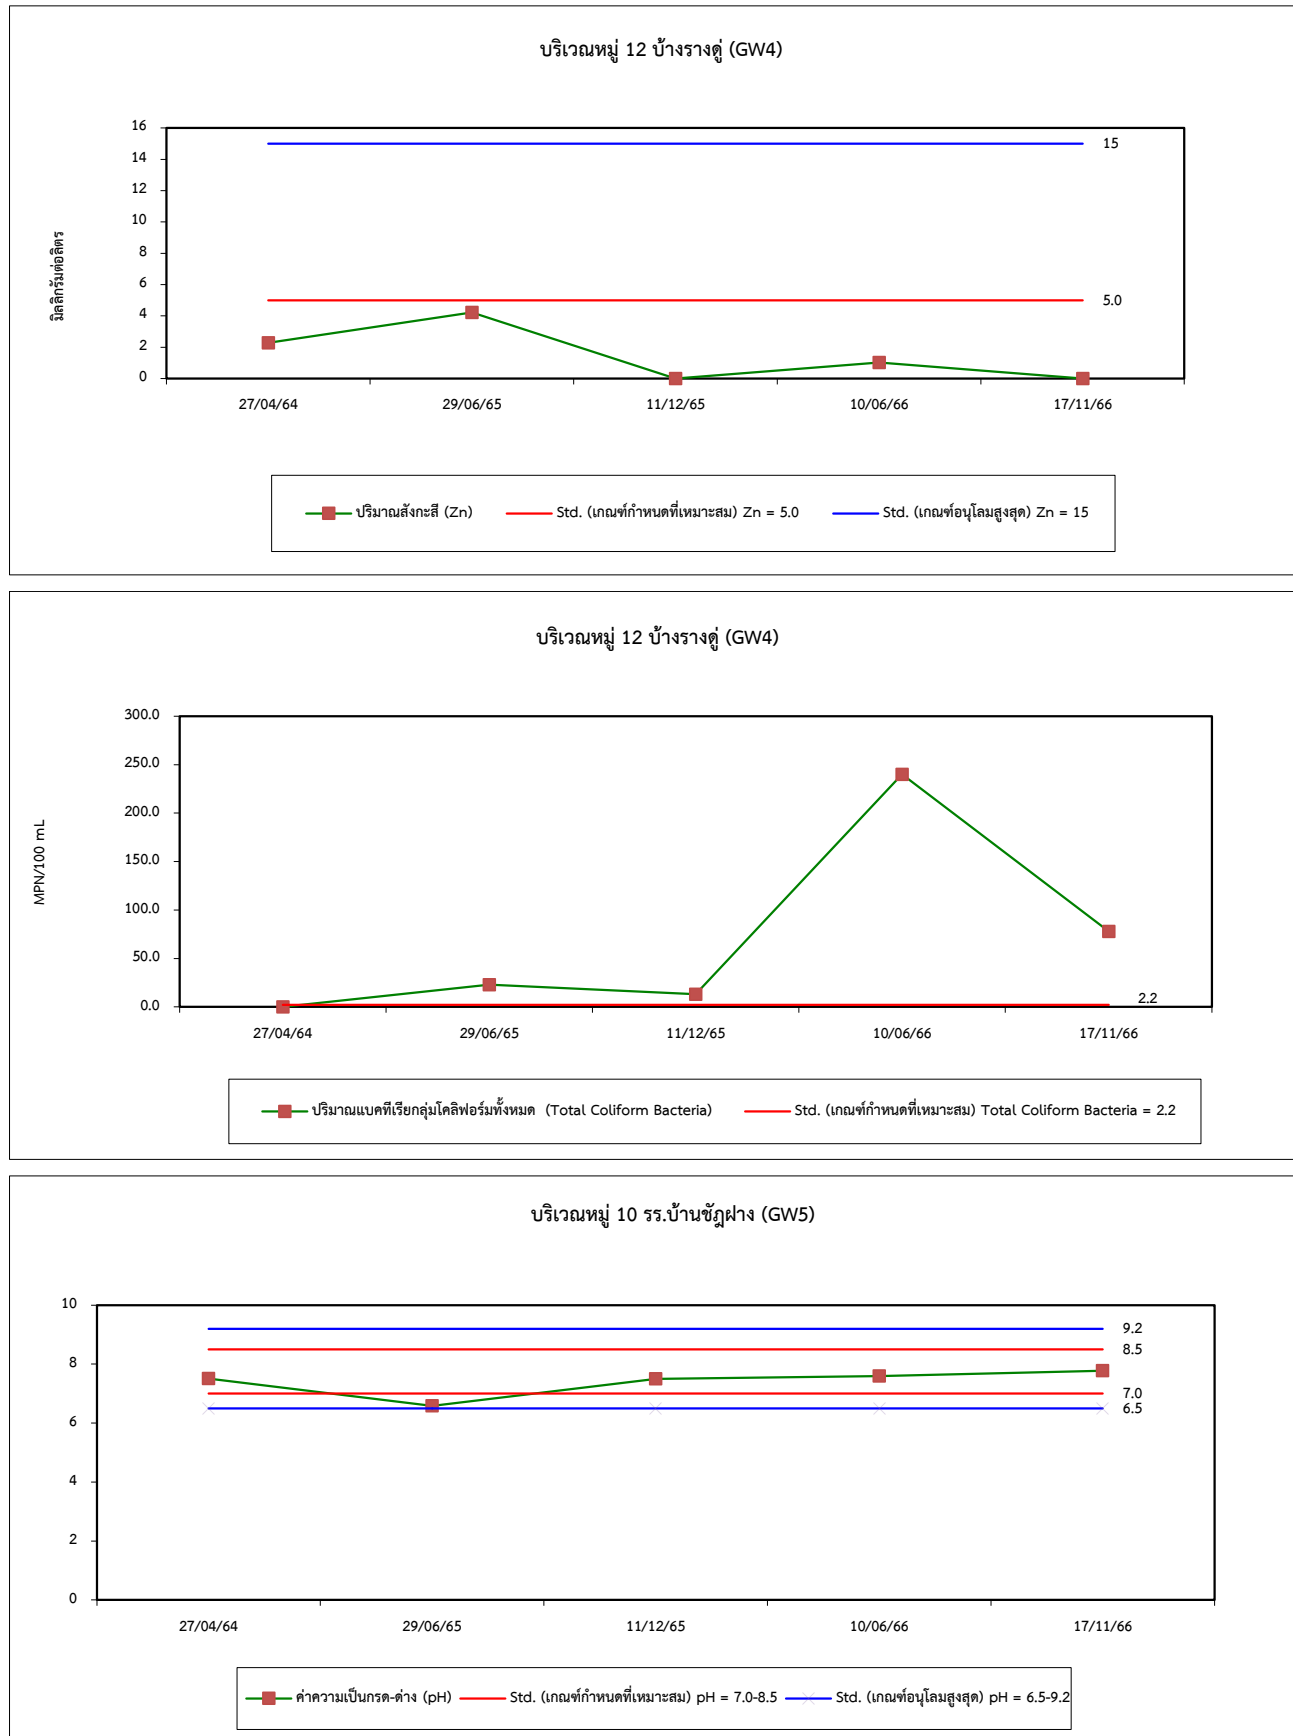 บริเวณหมู่ 12 บ้างรางดู่ (GW4)
มิลลิกรัมต่อลิตร
16
14
12
10
8
6
4
2
0
15
5.0
27/04/64 29/06/65 11/12/65 10/06/66 17/11/66
ปริมาณสังกะสี (Zn) Std. (เกณฑ์กำหนดที่เหมาะสม) Zn = 5.0 Std. (เกณฑ์อนุโลมสูงสุด) Zn = 15
บริเวณหมู่ 12 บ้างรางดู่ (GW4)
MPN/100 mL
300.0
250.0
200.0
150.0
100.0
50.0
0.0
2.2
27/04/64 29/06/65 11/12/65 10/06/66 17/11/66
ปริมาณแบคทีเรียกลุ่มโคลิฟอร์มทั้งหมด (Total Coliform Bacteria) Std. (เกณฑ์กำหนดที่เหมาะสม) Total Coliform Bacteria = 2.2
บริเวณหมู่ 10 รร.บ้านชัฎฝาง (GW5)
10
8
6
4
2
0
9.2
8.5
7.0
6.5
27/04/64 29/06/65 11/12/65 10/06/66 17/11/66
ค่าความเป็นกรด-ด่าง (pH) Std. (เกณฑ์กำหนดที่เหมาะสม) pH = 7.0-8.5 Std. (เกณฑ์อนุโลมสูงสุด) pH = 6.5-9.2